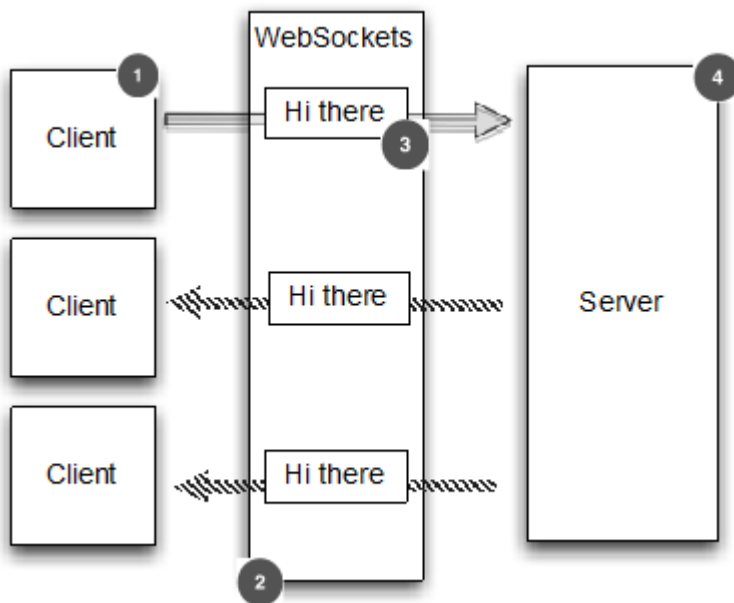 WebSockets
1
4
Client
Hi there
3
Client
Hi there
Server
Client
Hi there
2